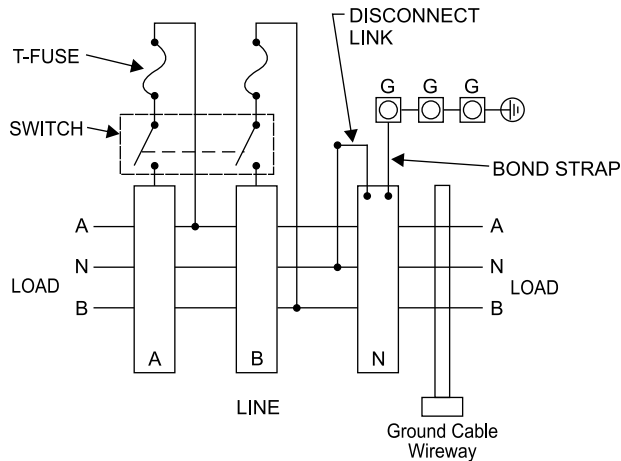 DISCONNECT
LINK
T-FUSE
G G G
SWITCH
BOND STRAP
A A
N N
LOAD LOAD
B B
A B N
LINE
Ground Cable
Wireway